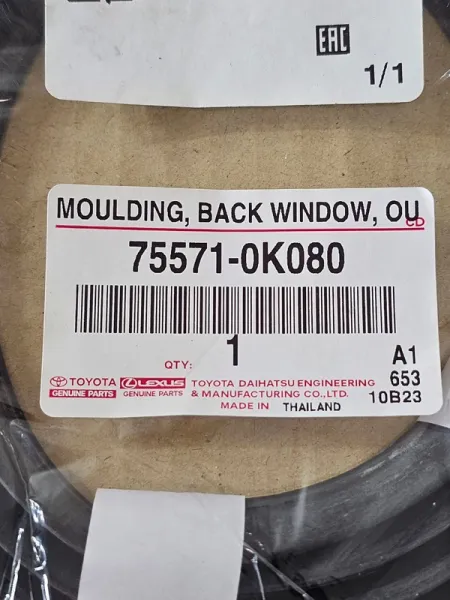 EAC
1/1
MOULDING, BACK WINDOW, OU
CD
75571-0K080
QTY: 1
A1
653
10B23
TOYOTA
GENUINE PARTS
LEXUS
GENUINE PARTS
TOYOTA DAIHATSU ENGINEERING
& MANUFACTURING CO.,LTD.
MADE IN THAILAND